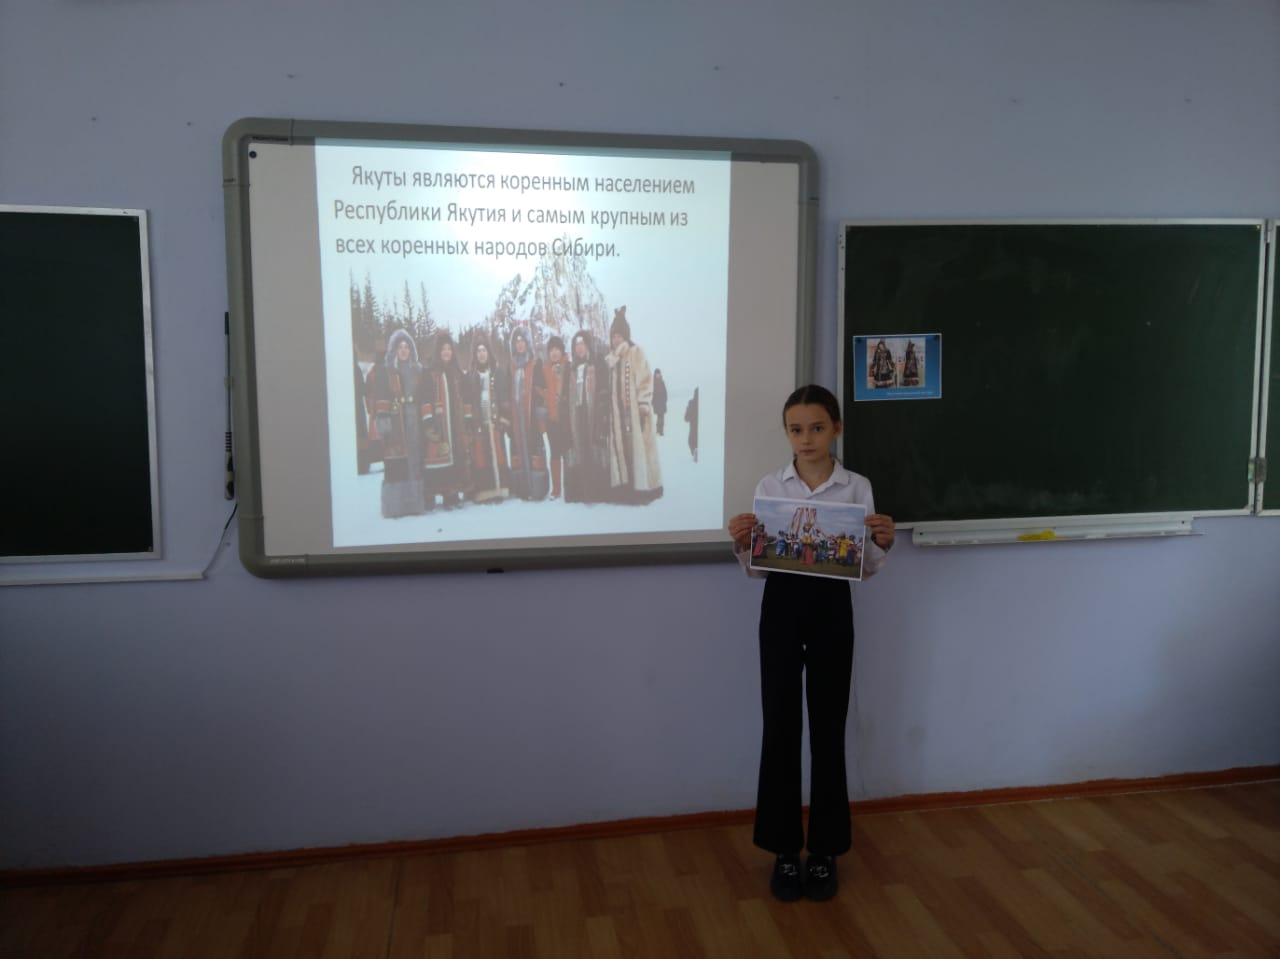 Якуты являются коренным населением
Республики Якутия и самым крупным из
всех коренных народов Сибири.